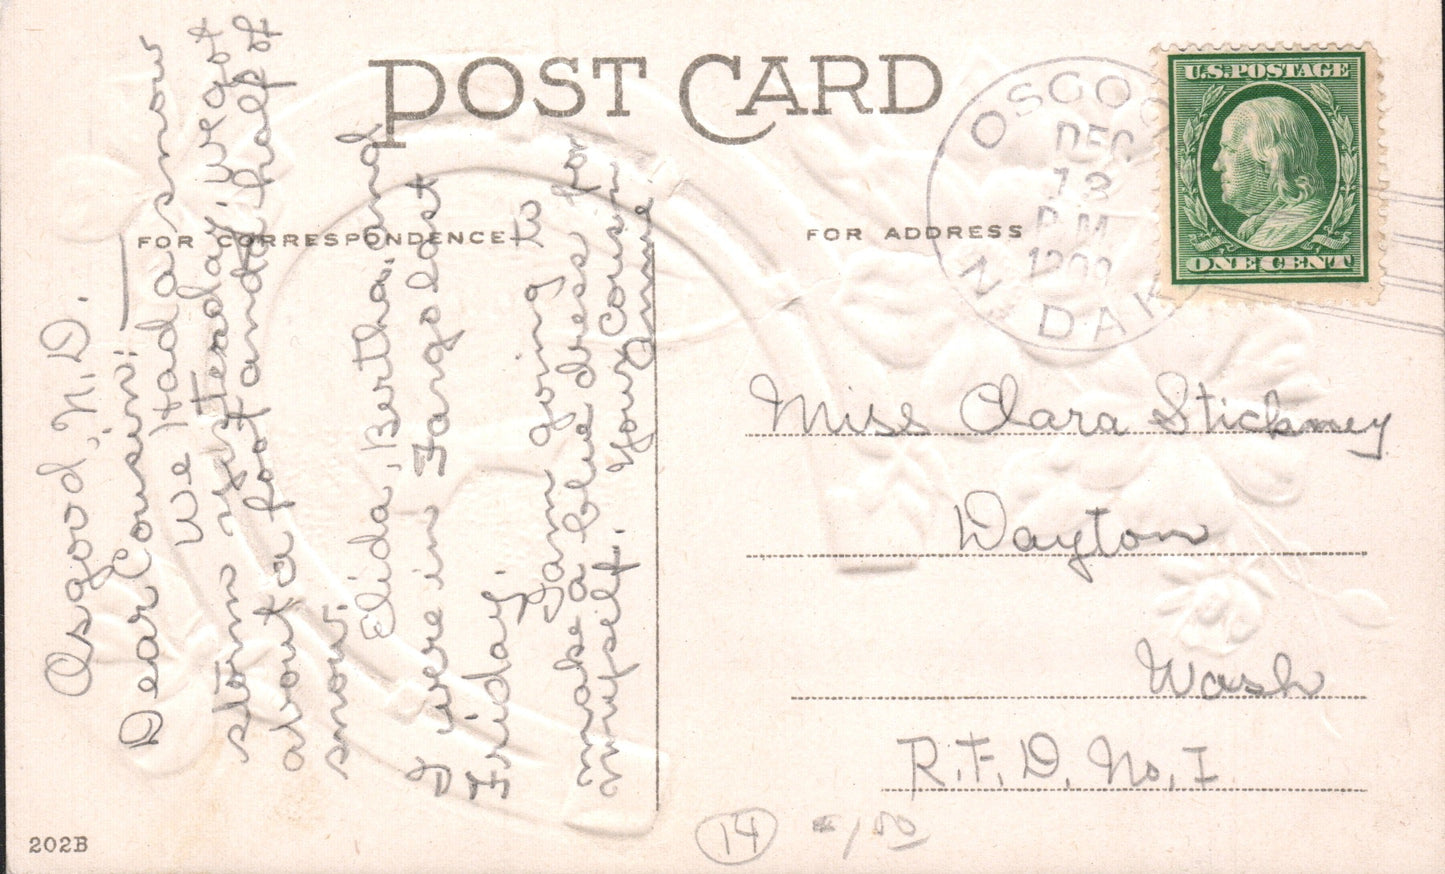 POST CARD
FOR CORRESPONDENCE
FOR ADDRESS
OSGOO
DEC
13
P.M.
1909
N. DAK
U.S. POSTAGE
ONE CENT
Osgood, N.D.
Dear Cousin:
We had a snow
storm yesterday, we got
about a foot and a half of
snow.
Elida, Bertha and
I were in Fargo last
Friday.
I am going to
make a blue dress for
myself. Your Cousin
Miss Clara Stickney
Dayton
Wash
R.F.D. No. I
14
202B